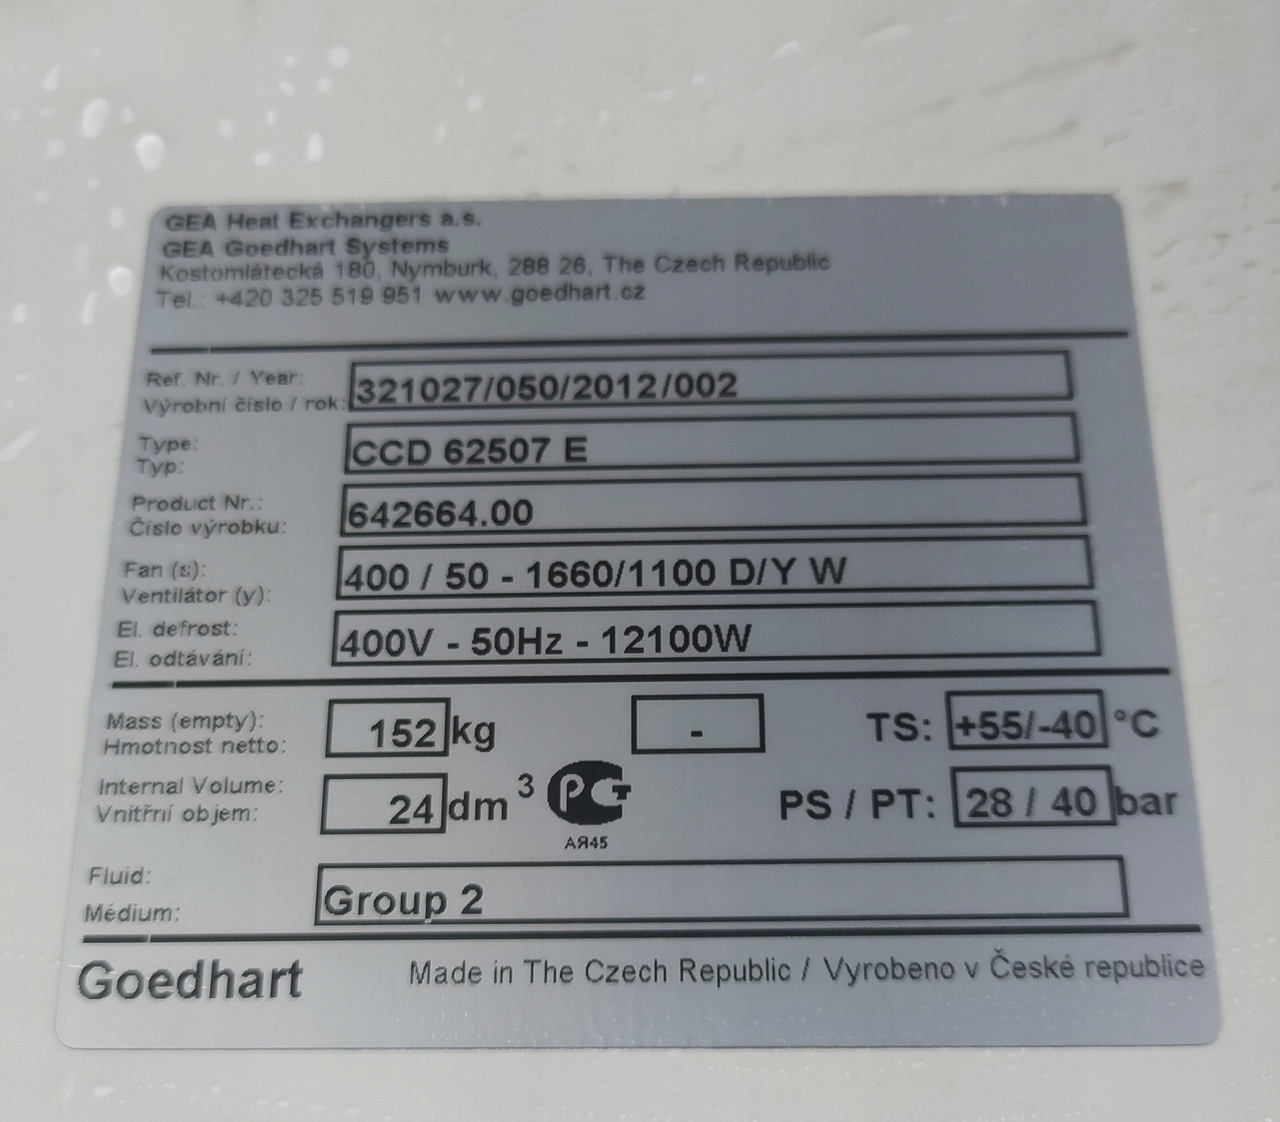 GEA Heat Exchangers a.s.
GEA Goedhart Systems
Kostomlátecká 180, Nymburk, 288 26, The Czech Republic
Tel.: +420 325 519 951 www.goedhart.cz
Ref. Nr. / Year:
Výrobní číslo / rok: 321027/050/2012/002
Type:
Typ: CCD 62507 E
Product Nr.:
Číslo výrobku: 642664.00
Fan (s):
Ventilátor (y): 400 / 50 - 1660/1100 D/Y W
El. defrost:
El. odtávání: 400V - 50Hz - 12100W
Mass (empty):
Hmotnost netto: 152 kg - TS: +55/-40 °C
Internal Volume:
Vnitřní objem: 24 dm³ РСТ PS / PT: 28 / 40 bar
АЯ45
Fluid:
Médium: Group 2
Goedhart Made in The Czech Republic / Vyrobeno v České republice